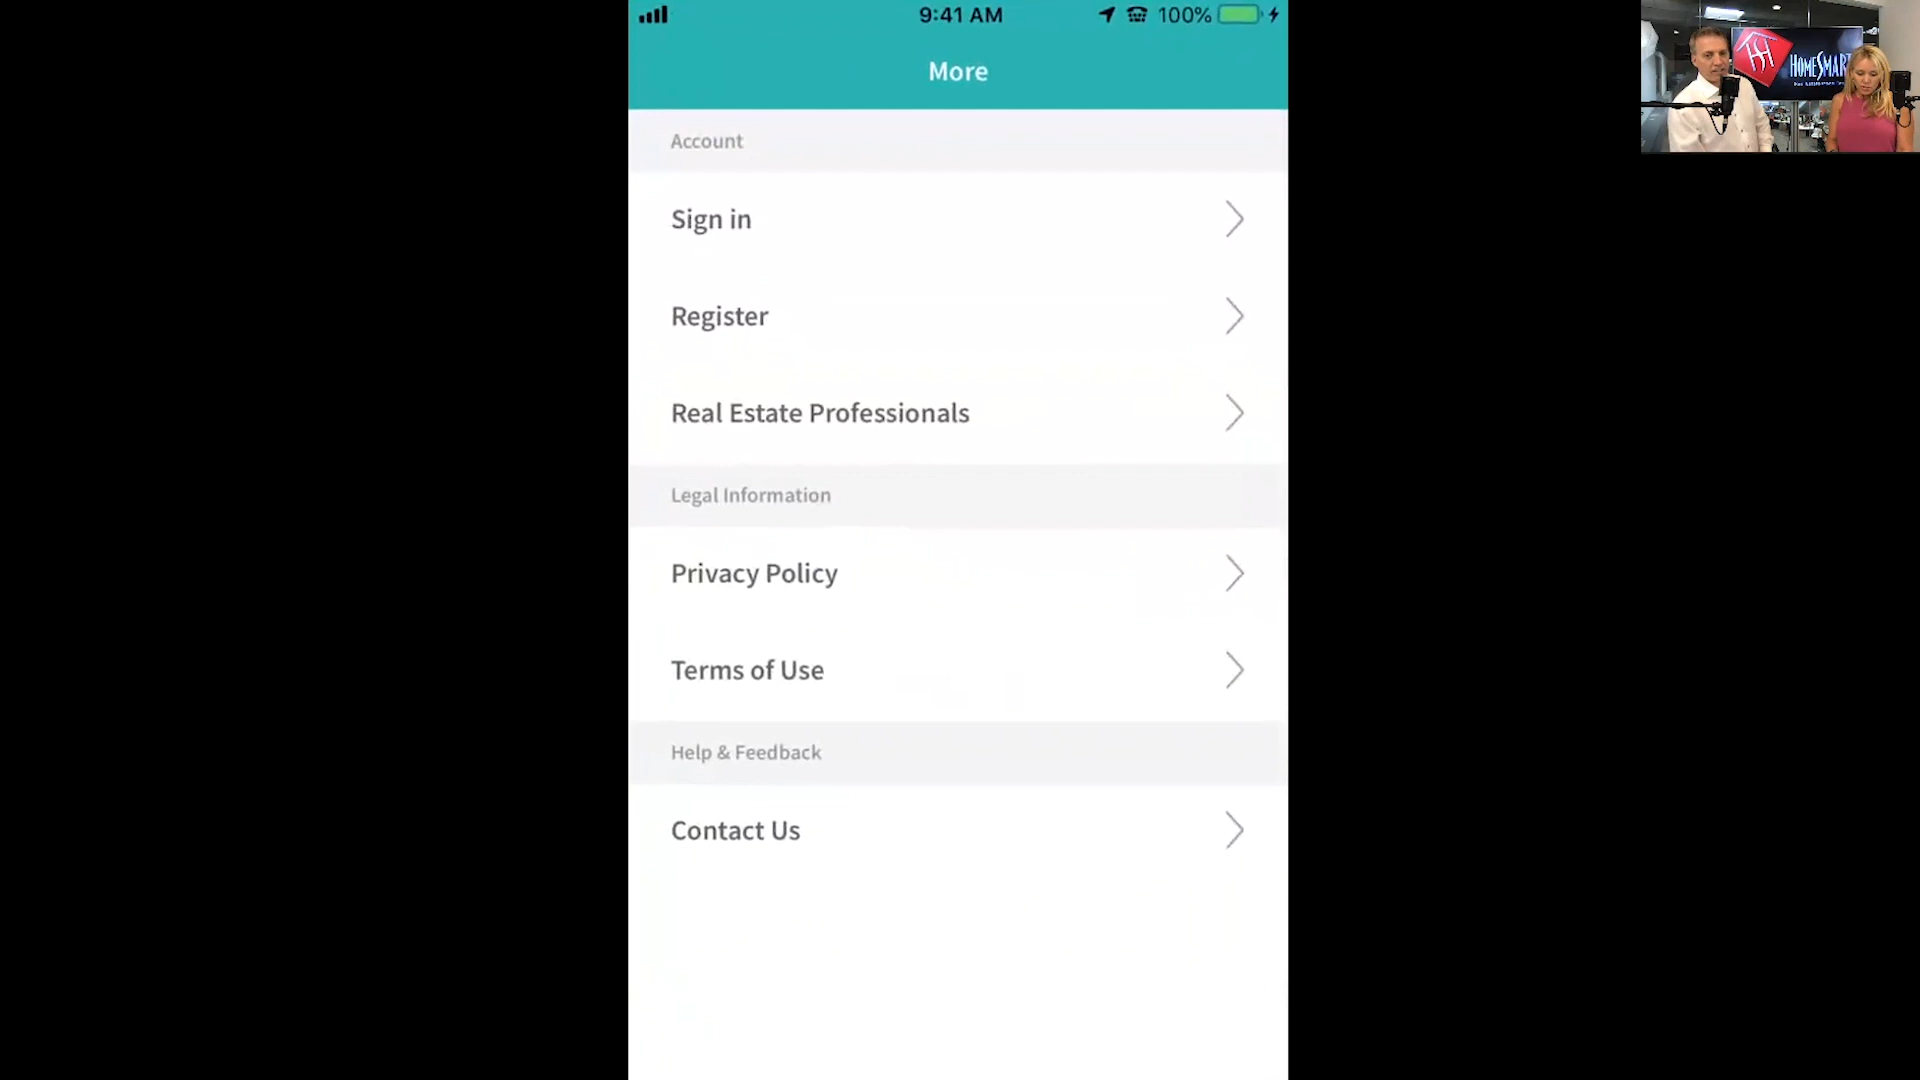 9:41 AM
100%
More
HOMESMART
Account
Sign in
Register
Real Estate Professionals
Legal Information
Privacy Policy
Terms of Use
Help & Feedback
Contact Us